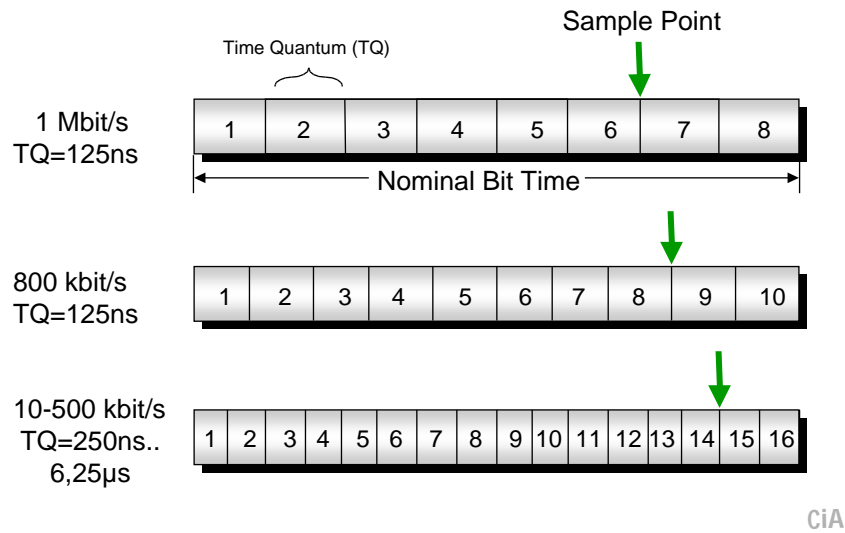 Sample Point
Time Quantum (TQ)
1 Mbit/s
TQ=125ns
1 2 3 4 5 6 7 8
Nominal Bit Time
800 kbit/s
TQ=125ns
1 2 3 4 5 6 7 8 9 10
10-500 kbit/s
TQ=250ns..
6,25µs
1 2 3 4 5 6 7 8 9 10 11 12 13 14 15 16
CiA